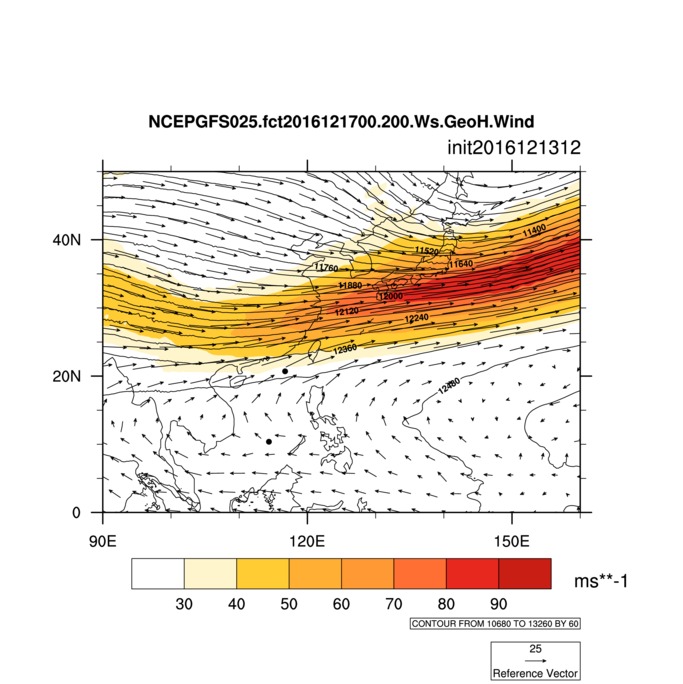 NCEPGFS025.fct2016121700.200.Ws.GeoH.Wind
init2016121312
11400
40N
11520
11640
11760
11880
12000
12120
12240
12360
20N
12480
0
90E 120E 150E
ms**-1
30 40 50 60 70 80 90
CONTOUR FROM 10680 TO 13260 BY 60
25
Reference Vector